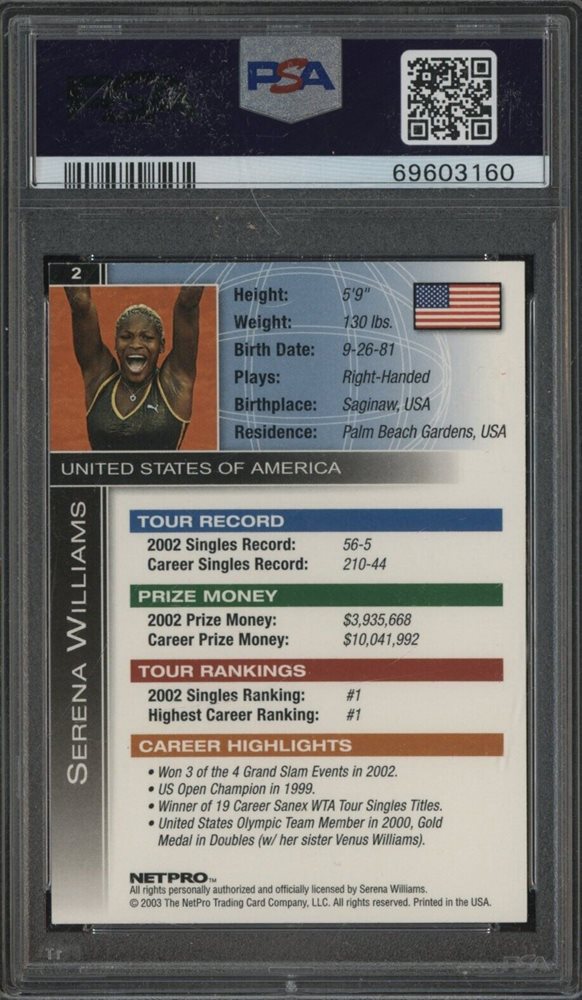 PSA
69603160
2
Height: 5'9"
Weight: 130 lbs.
Birth Date: 9-26-81
Plays: Right-Handed
Birthplace: Saginaw, USA
Residence: Palm Beach Gardens, USA
UNITED STATES OF AMERICA
SERENA WILLIAMS
TOUR RECORD
2002 Singles Record: 56-5
Career Singles Record: 210-44
PRIZE MONEY
2002 Prize Money: $3,935,668
Career Prize Money: $10,041,992
TOUR RANKINGS
2002 Singles Ranking: #1
Highest Career Ranking: #1
CAREER HIGHLIGHTS
• Won 3 of the 4 Grand Slam Events in 2002.
• US Open Champion in 1999.
• Winner of 19 Career Sanex WTA Tour Singles Titles.
• United States Olympic Team Member in 2000, Gold
Medal in Doubles (w/ her sister Venus Williams).
NETPRO™
All rights personally authorized and officially licensed by Serena Williams.
© 2003 The NetPro Trading Card Company, LLC. All rights reserved. Printed in the USA.
PSA